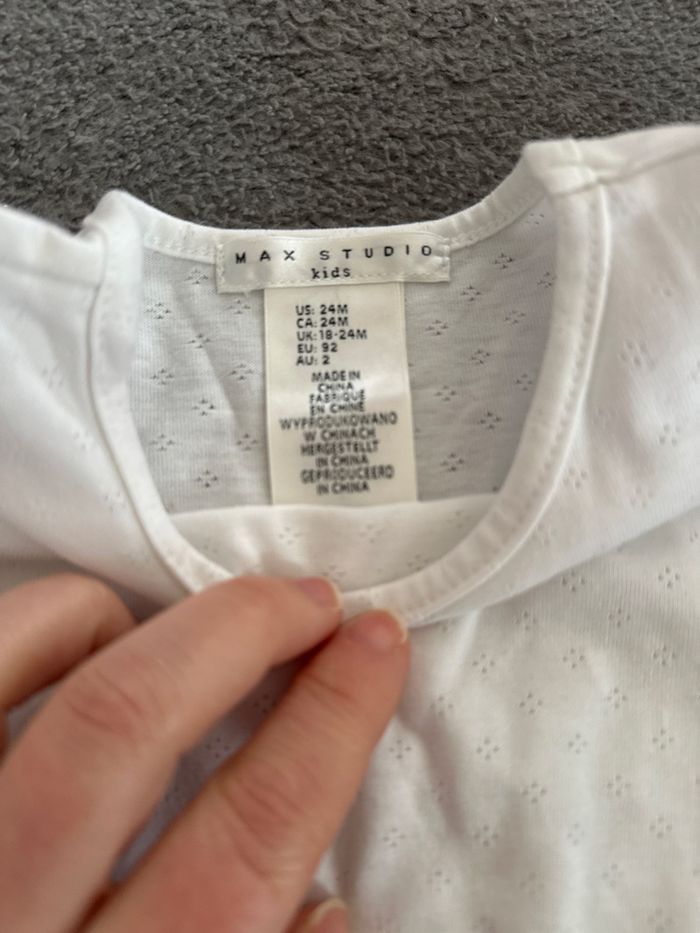 MAX STUDIO
kids
US: 24M
CA: 24M
UK: 18-24M
EU: 92
AU: 2
MADE IN
CHINA
FABRIQUE
EN CHINE
WYPRODUKOWANO
W CHINACH
HERGESTELLT
IN CHINA
GEPRODUCEERD
IN CHINA